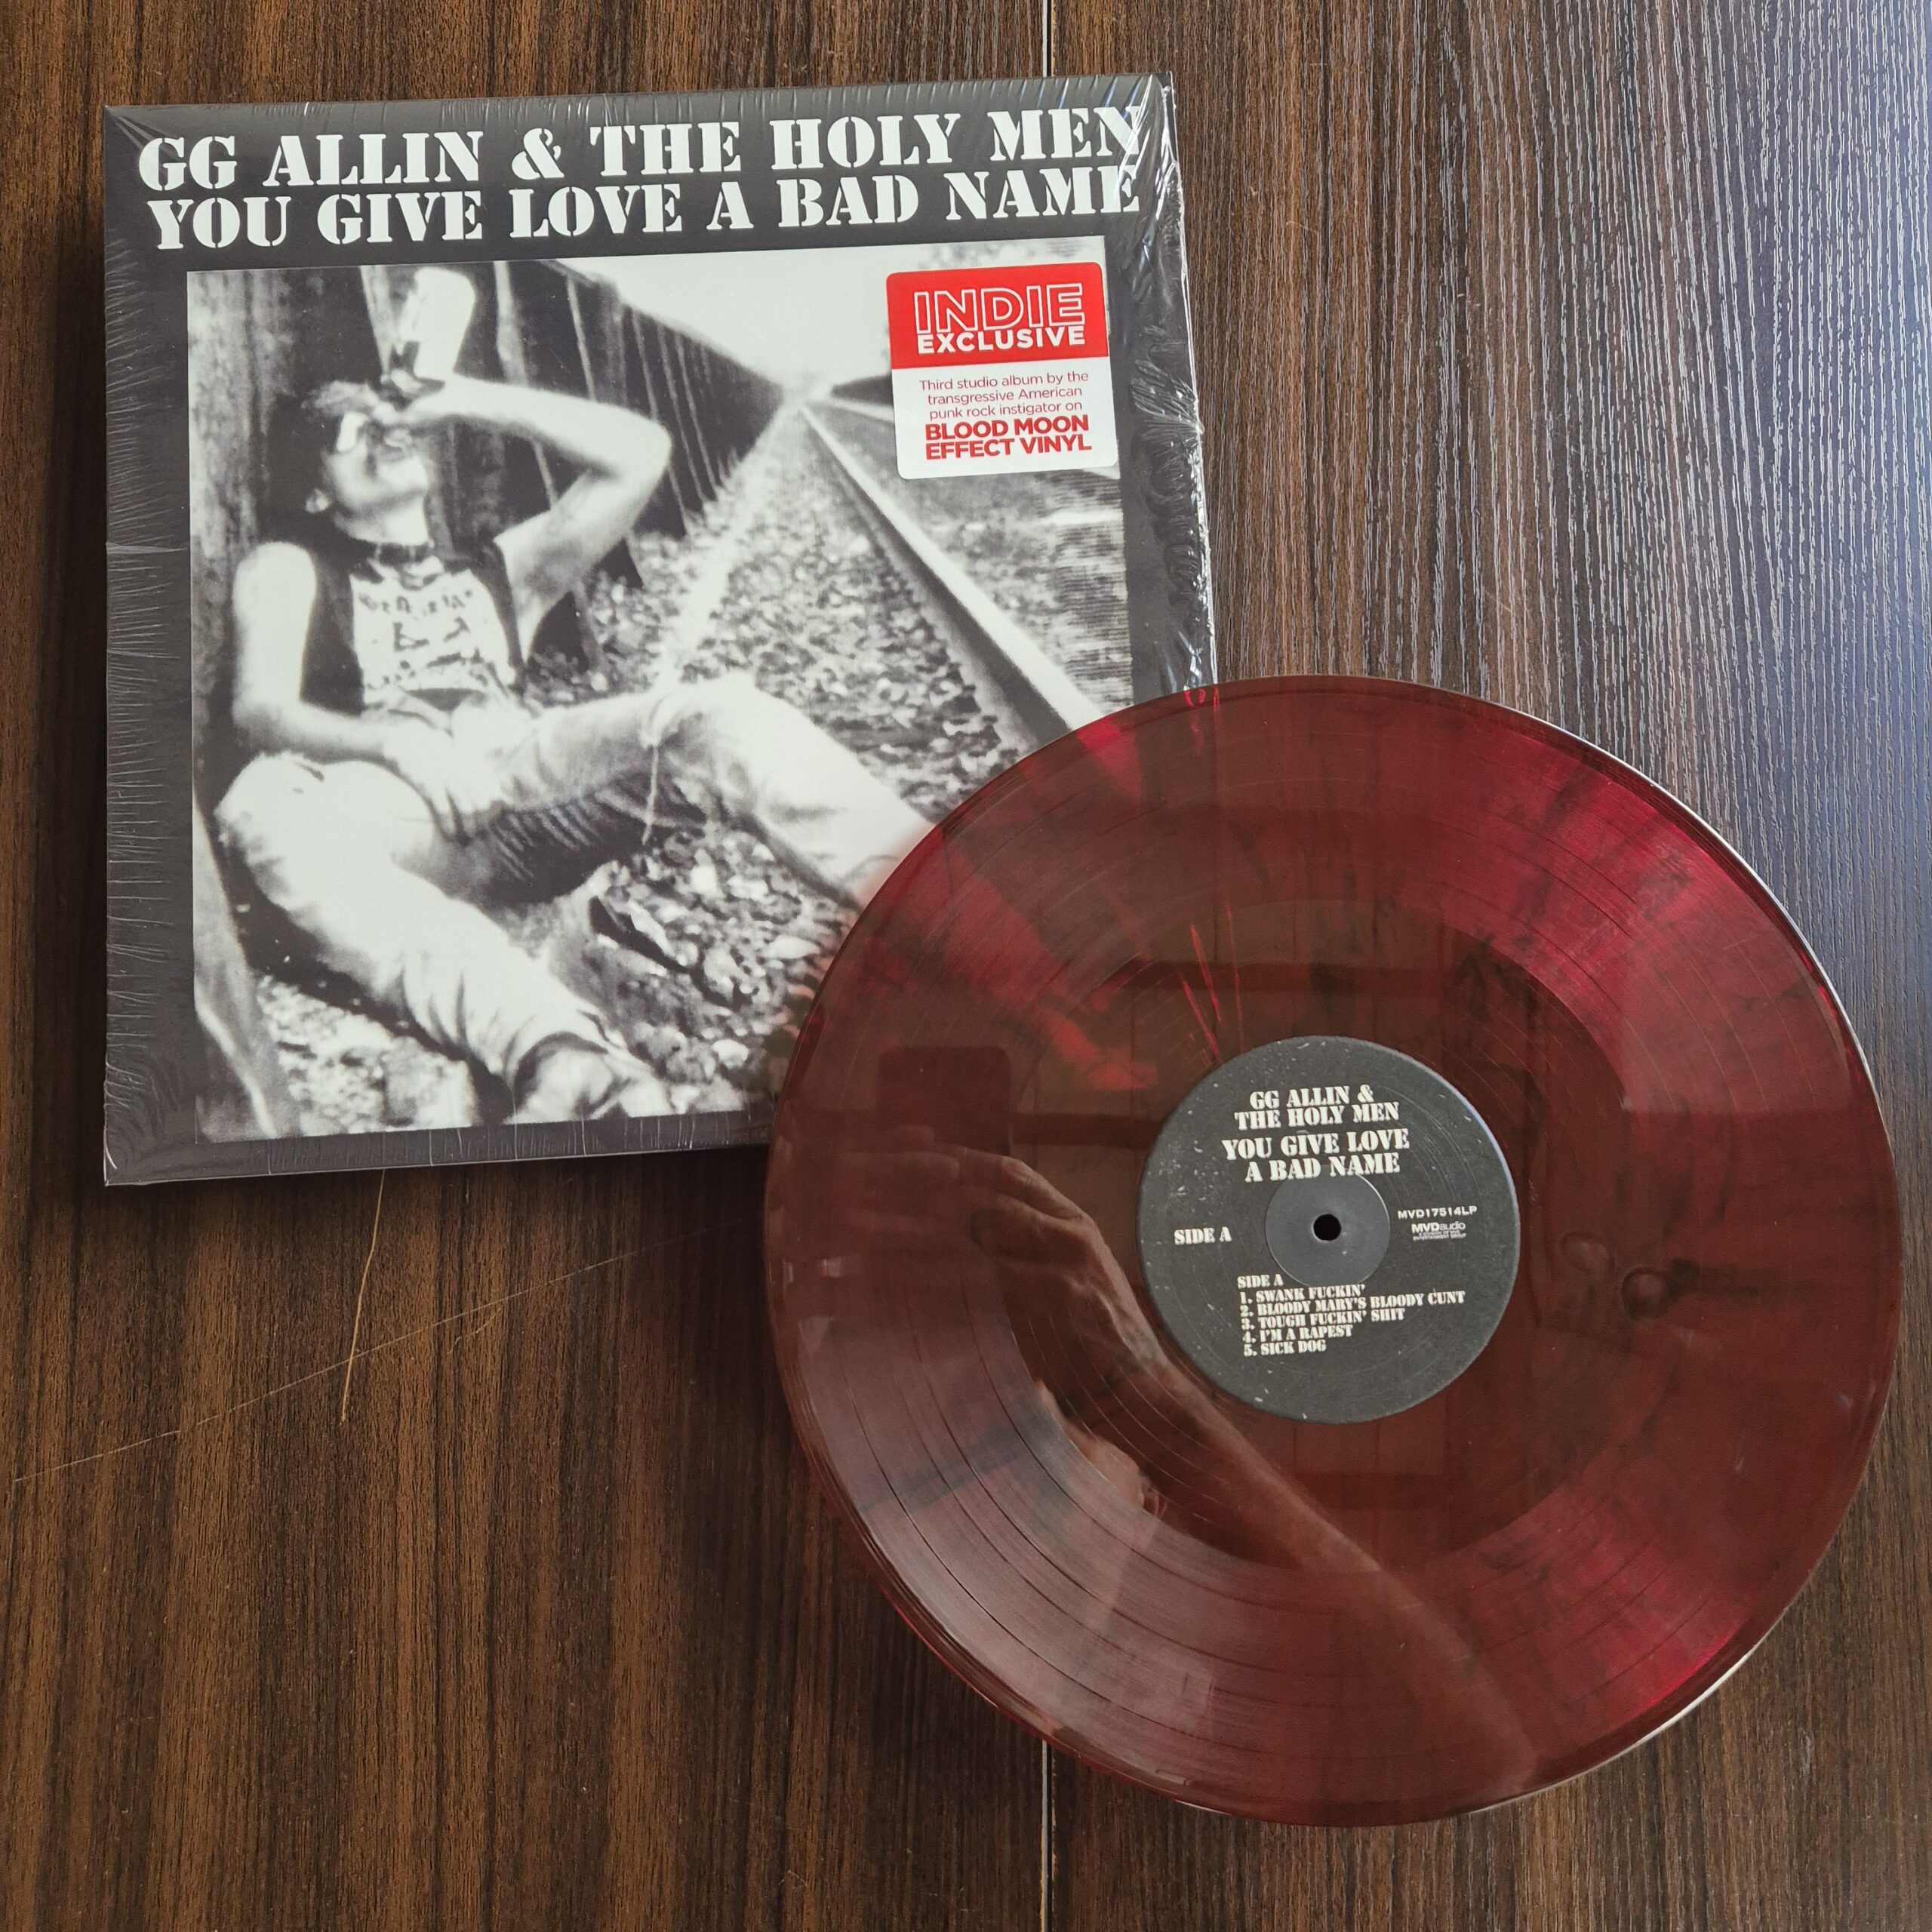 GG ALLIN & THE HOLY MEN
YOU GIVE LOVE A BAD NAME
INDIE
EXCLUSIVE
Third studio album by the
transgressive American
punk rock instigator on
BLOOD MOON
EFFECT VINYL
GG ALLIN &
THE HOLY MEN
YOU GIVE LOVE
A BAD NAME
SIDE A
MVD17514LP
MVDaudio
SIDE A
1. SWANK FUCKIN'
2. BLOODY MARY'S BLOODY CUNT
3. TOUGH FUCKIN' SHIT
4. I'M A RAPEST
5. SICK DOG